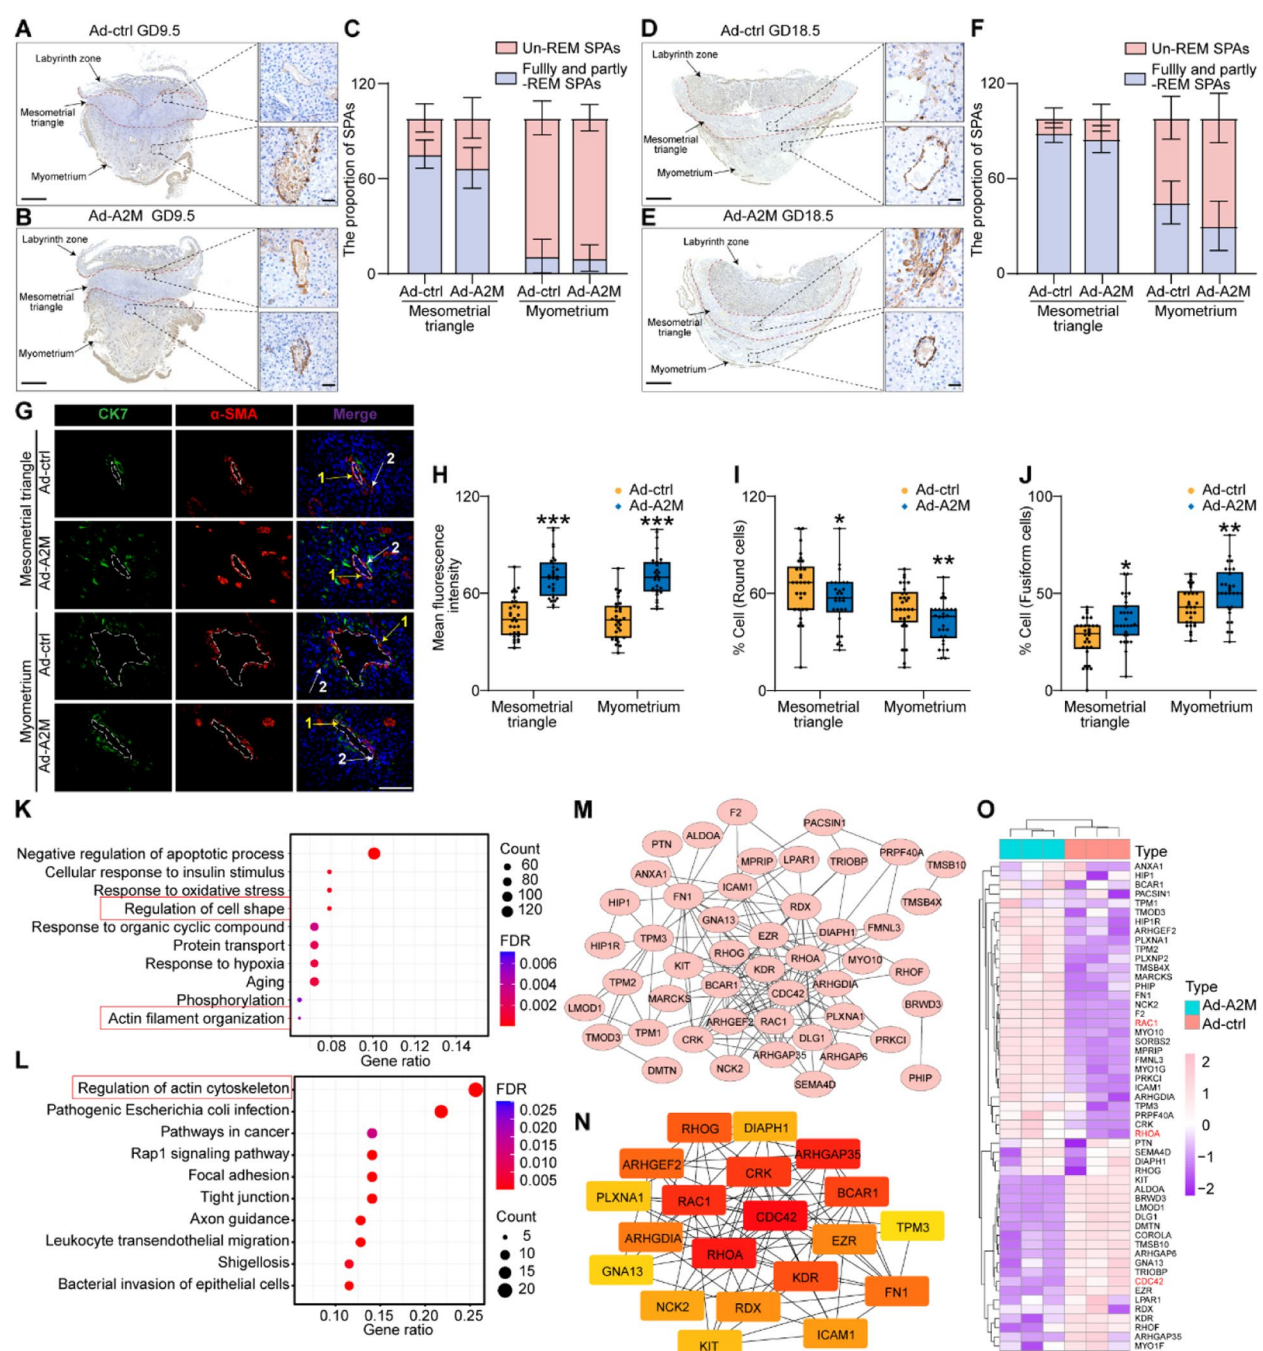 A
Ad-ctrl GD9.5
Labyrinth zone
Mesometrial
triangle
Myometrium
B
Ad-A2M GD9.5
Labyrinth zone
Mesometrial
triangle
Myometrium
C
Un-REM SPAs
Fullly and partly
-REM SPAs
The proportion of SPAs
120
60
0
Ad-ctrl Ad-A2M Ad-ctrl Ad-A2M
Mesometrial
triangle
Myometrium
D
Ad-ctrl GD18.5
Labyrinth zone
Mesometrial
triangle
Myometrium
E
Ad-A2M GD18.5
Labyrinth zone
Mesometrial
triangle
Myometrium
F
Un-REM SPAs
Fullly and partly
-REM SPAs
The proportion of SPAs
120
60
0
Ad-ctrl Ad-A2M Ad-ctrl Ad-A2M
Mesometrial
triangle
Myometrium
G
CK7 α-SMA Merge
Mesometrial triangle
Ad-ctrl
1 2
Ad-A2M
1 2
Myometrium
Ad-ctrl
1 2
Ad-A2M
1 2
H
Ad-ctrl
Ad-A2M
Mean fluorescence
intensity
120
60
0
*** ***
Mesometrial
triangle
Myometrium
I
Ad-ctrl
Ad-A2M
% Cell (Round cells)
120
60
0
* **
Mesometrial
triangle
Myometrium
J
Ad-ctrl
Ad-A2M
% Cell (Fusiform cells)
100
50
0
* **
Mesometrial
triangle
Myometrium
K
Negative regulation of apoptotic process
Cellular response to insulin stimulus
Response to oxidative stress
Regulation of cell shape
Response to organic cyclic compound
Protein transport
Response to hypoxia
Aging
Phosphorylation
Actin filament organization
0.08 0.10 0.12 0.14
Gene ratio
Count
60
80
100
120
FDR
0.006
0.004
0.002
L
Regulation of actin cytoskeleton
Pathogenic Escherichia coli infection
Pathways in cancer
Rap1 signaling pathway
Focal adhesion
Tight junction
Axon guidance
Leukocyte transendothelial migration
Shigellosis
Bacterial invasion of epithelial cells
0.10 0.15 0.20 0.25
Gene ratio
FDR
0.025
0.020
0.015
0.010
0.005
Count
5
10
15
20
M
F2
PACSIN1
ALDOA
PTN
MPRIP
LPAR1
TRIOBP
PRPF40A
TMSB10
ANXA1
ICAM1
FN1
RDX
TMSB4X
HIP1
GNA13
DIAPH1
FMNL3
HIP1R
TPM3
EZR
RHOG
RHOA
MYO10
KIT
KDR
RHOF
TPM2
BCAR1
ARHGDIA
MARCKS
CDC42
BRWD3
LMOD1
ARHGEF2
RAC1
PLXNA1
TMOD3
TPM1
CRK
DLG1
PRKCI
ARHGAP35
ARHGAP6
DMTN
NCK2
SEMA4D
PHIP
N
RHOG
DIAPH1
ARHGEF2
CRK
ARHGAP35
PLXNA1
RAC1
BCAR1
CDC42
TPM3
ARHGDIA
RHOA
EZR
GNA13
KDR
FN1
NCK2
RDX
KIT
ICAM1
O
Type
ANXA1
HIP1
BCAR1
PACSIN1
TPM1
TMOD3
HIP1R
ARHGEF2
PLXNA1
TPM2
PLXNP2
TMSB4X
MARCKS
PHIP
FN1
NCK2
F2
RAC1
MYO10
SORBS2
MPRIP
FMNL3
MYO1G
PRKCI
ICAM1
ARHGDIA
TPM3
PRPF40A
CRK
RHOA
PTN
SEMA4D
DIAPH1
RHOG
KIT
ALDOA
BRWD3
LMOD1
DLG1
DMTN
COROLA
TMSB10
ARHGAP6
GNA13
TRIOBP
CDC42
EZR
LPAR1
RDX
KDR
RHOF
ARHGAP35
MYO1F
Type
Ad-A2M
Ad-ctrl
2
1
0
−1
−2